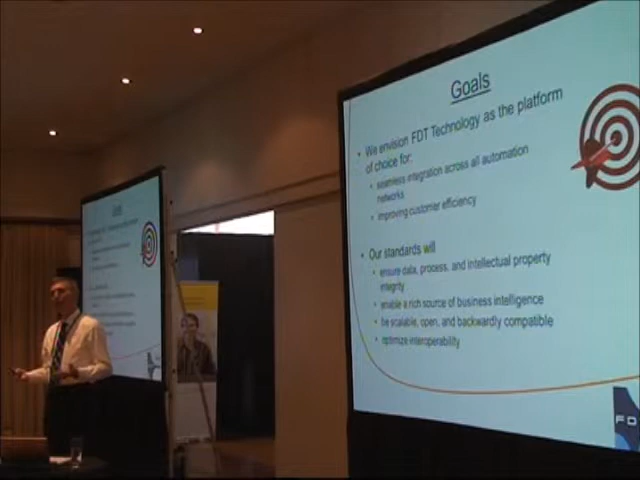 Goals
• We envision FDT Technology as the platform
of choice for:
• seamless integration across all automation
networks
• improving customer efficiency
• Our standards will
• ensure data, process, and intellectual property
integrity
• enable a rich source of business intelligence
• be scalable, open, and backwardly compatible
• optimize interoperability
FD
Goals